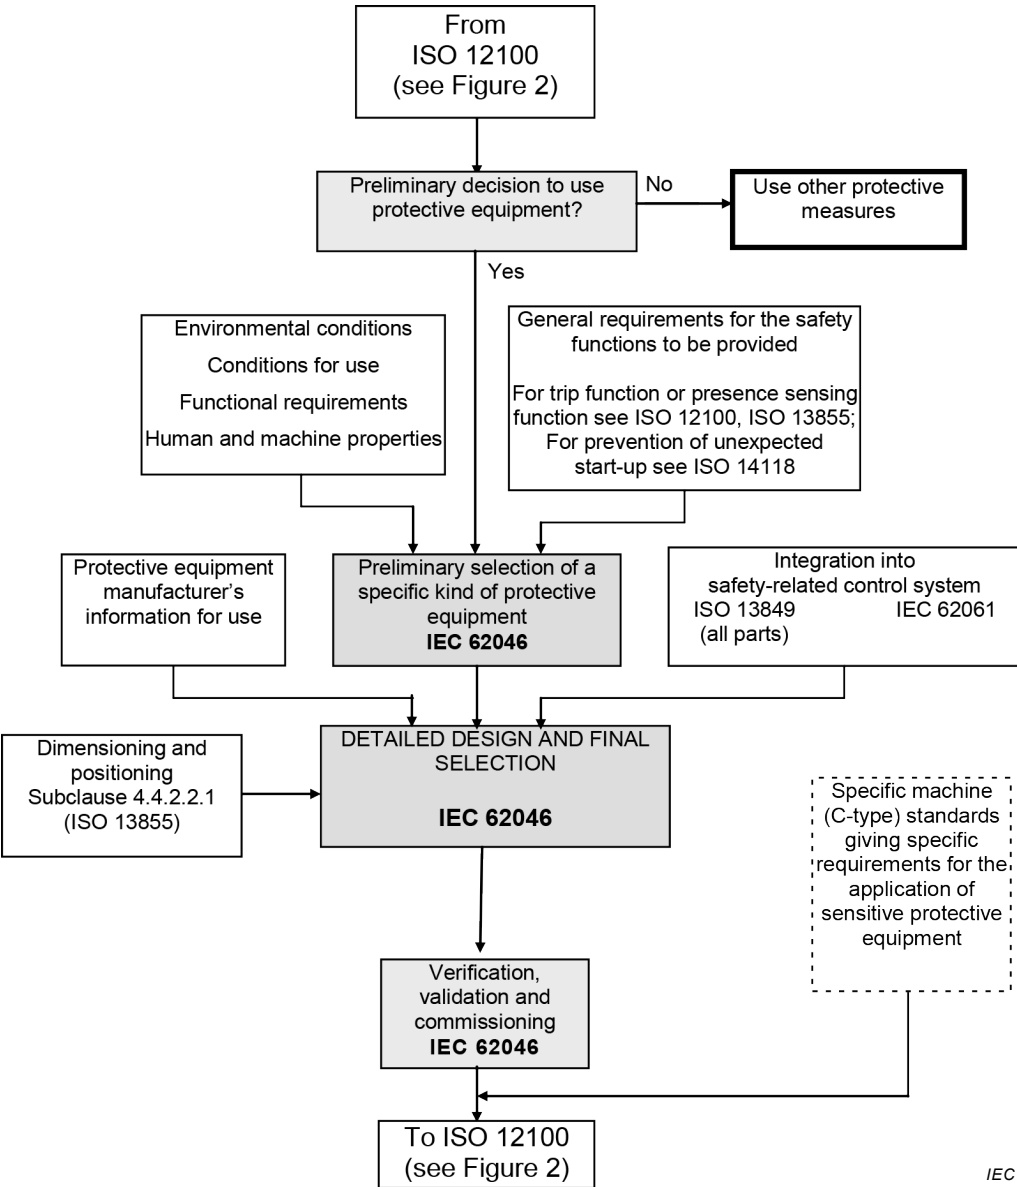 From
ISO 12100
(see Figure 2)
Preliminary decision to use
protective equipment?
No
Use other protective
measures
Yes
Environmental conditions
Conditions for use
Functional requirements
Human and machine properties
General requirements for the safety
functions to be provided
For trip function or presence sensing
function see ISO 12100, ISO 13855;
For prevention of unexpected
start-up see ISO 14118
Protective equipment
manufacturer's
information for use
Preliminary selection of a
specific kind of protective
equipment
IEC 62046
Integration into
safety-related control system
ISO 13849 IEC 62061
(all parts)
Dimensioning and
positioning
Subclause 4.4.2.2.1
(ISO 13855)
DETAILED DESIGN AND FINAL
SELECTION
IEC 62046
Specific machine
(C-type) standards
giving specific
requirements for the
application of
sensitive protective
equipment
Verification,
validation and
commissioning
IEC 62046
To ISO 12100
(see Figure 2)
IEC